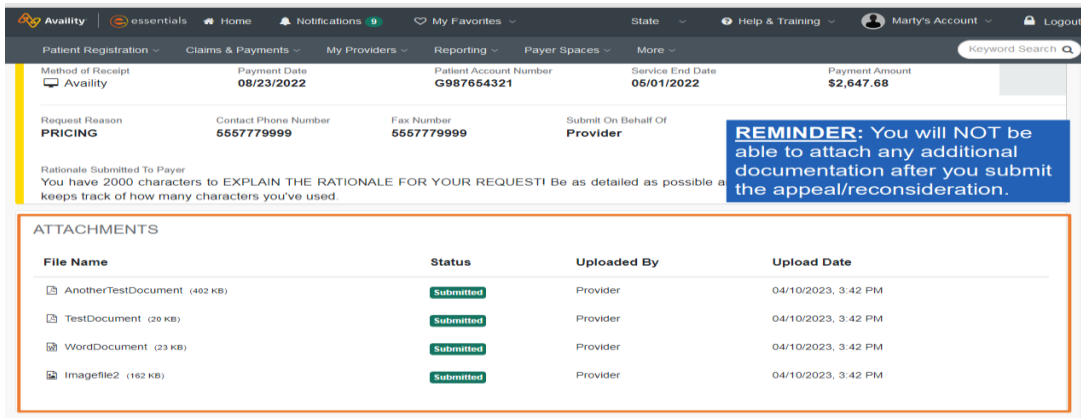 Availity essentials Home Notifications 9 My Favorites State Help & Training Marty's Account Logout
Patient Registration Claims & Payments My Providers Reporting Payer Spaces More Keyword Search
Method of Receipt Payment Date Patient Account Number Service End Date Payment Amount
Availity 08/23/2022 G987654321 05/01/2022 $2,647.68
Request Reason Contact Phone Number Fax Number Submit On Behalf Of
PRICING 5557779999 5557779999 Provider
REMINDER: You will NOT be
able to attach any additional
documentation after you submit
the appeal/reconsideration.
Rationale Submitted To Payer
You have 2000 characters to EXPLAIN THE RATIONALE FOR YOUR REQUEST! Be as detailed as possible a
keeps track of how many characters you've used.
ATTACHMENTS
File Name Status Uploaded By Upload Date
AnotherTestDocument (402 KB) Submitted Provider 04/10/2023, 3:42 PM
TestDocument (20 KB) Submitted Provider 04/10/2023, 3:42 PM
WordDocument (23 KB) Submitted Provider 04/10/2023, 3:42 PM
Imagefile2 (162 KB) Submitted Provider 04/10/2023, 3:42 PM